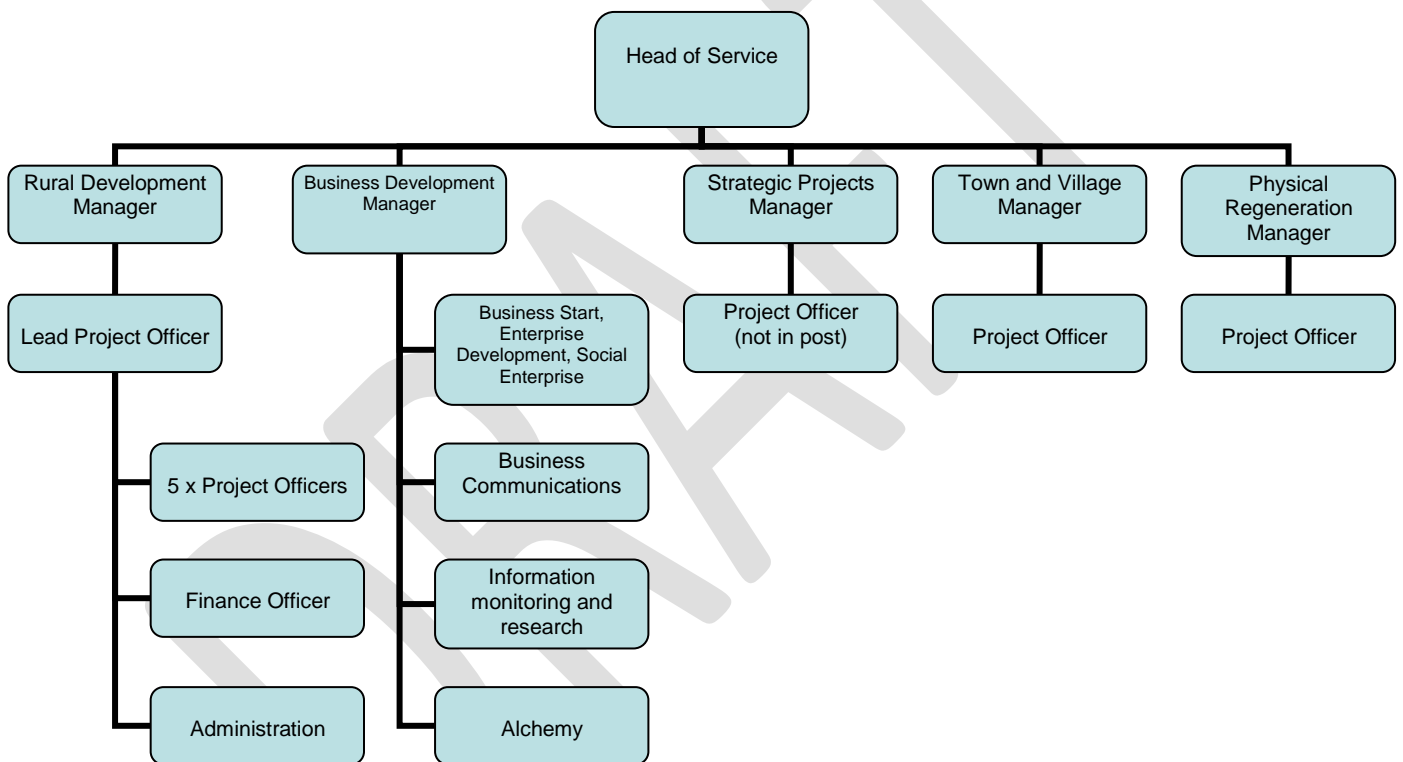 Head of Service
Rural Development
Manager
Business Development
Manager
Strategic Projects
Manager
Town and Village
Manager
Physical
Regeneration
Manager
Lead Project Officer
Business Start,
Enterprise
Development, Social
Enterprise
Project Officer
(not in post)
Project Officer
Project Officer
5 x Project Officers
Business
Communications
Finance Officer
Information
monitoring and
research
Administration
Alchemy
DRAFT